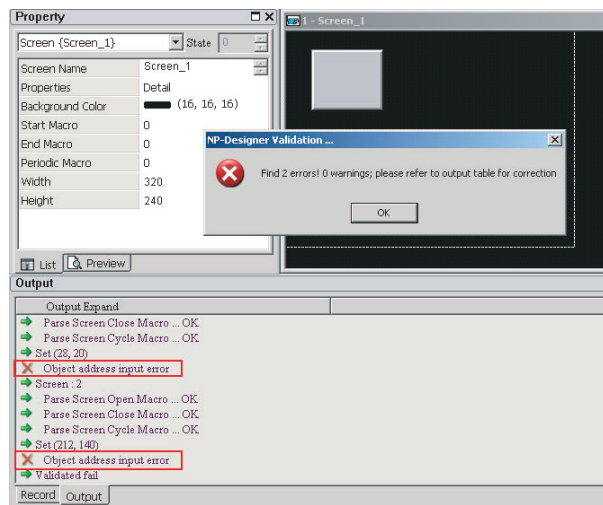 Property
Screen {Screen_1} State 0
Screen Name Screen_1
Properties Detail
Background Color (16, 16, 16)
Start Macro 0
End Macro 0
Periodic Macro 0
Width 320
Height 240
List Preview
1 - Screen_1
NP-Designer Validation ...
Find 2 errors! 0 warnings; please refer to output table for correction
OK
Output
Output Expand
Parse Screen Close Macro ... OK
Parse Screen Cycle Macro ... OK
Set (28, 20)
Object address input error
Screen : 2
Parse Screen Open Macro ... OK
Parse Screen Close Macro ... OK
Parse Screen Cycle Macro ... OK
Set (212, 140)
Object address input error
Validated fail
Record Output